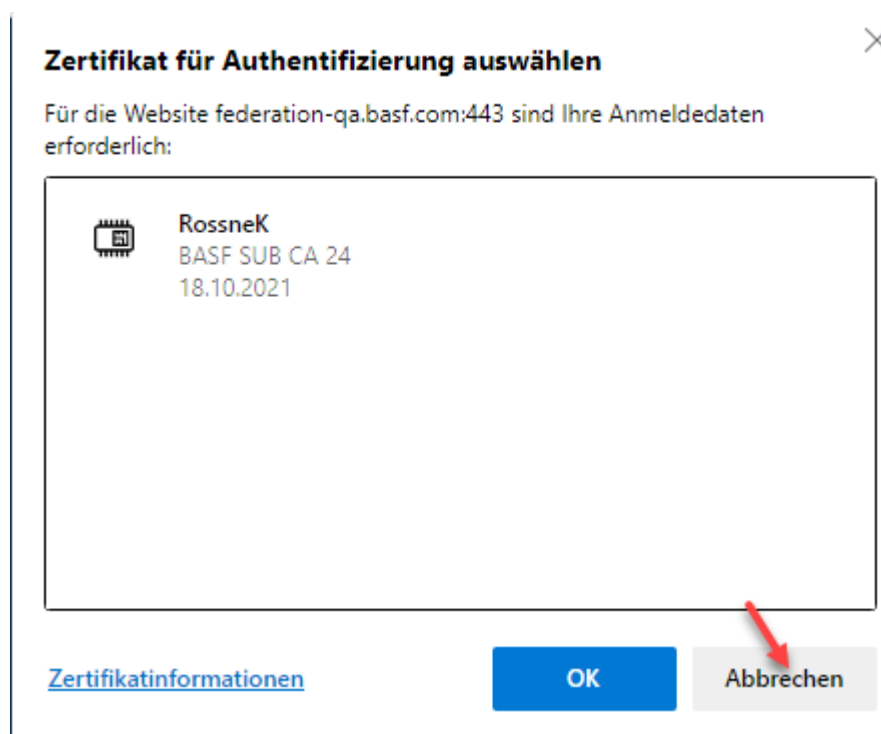 Zertifikat für Authentifizierung auswählen
Für die Website federation-qa.basf.com:443 sind Ihre Anmeldedaten
erforderlich:
RossneK
BASF SUB CA 24
18.10.2021
Zertifikatinformationen
OK
Abbrechen